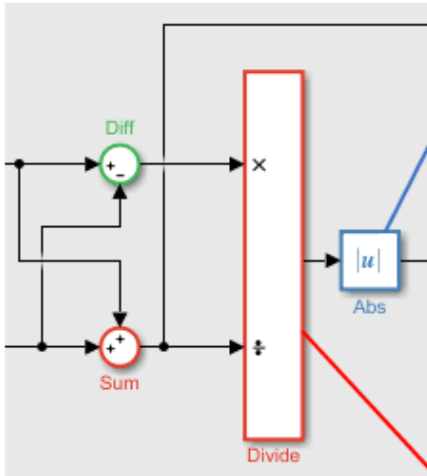 Diff
+
−
×
|u|
Abs
+
+
÷
Sum
Divide